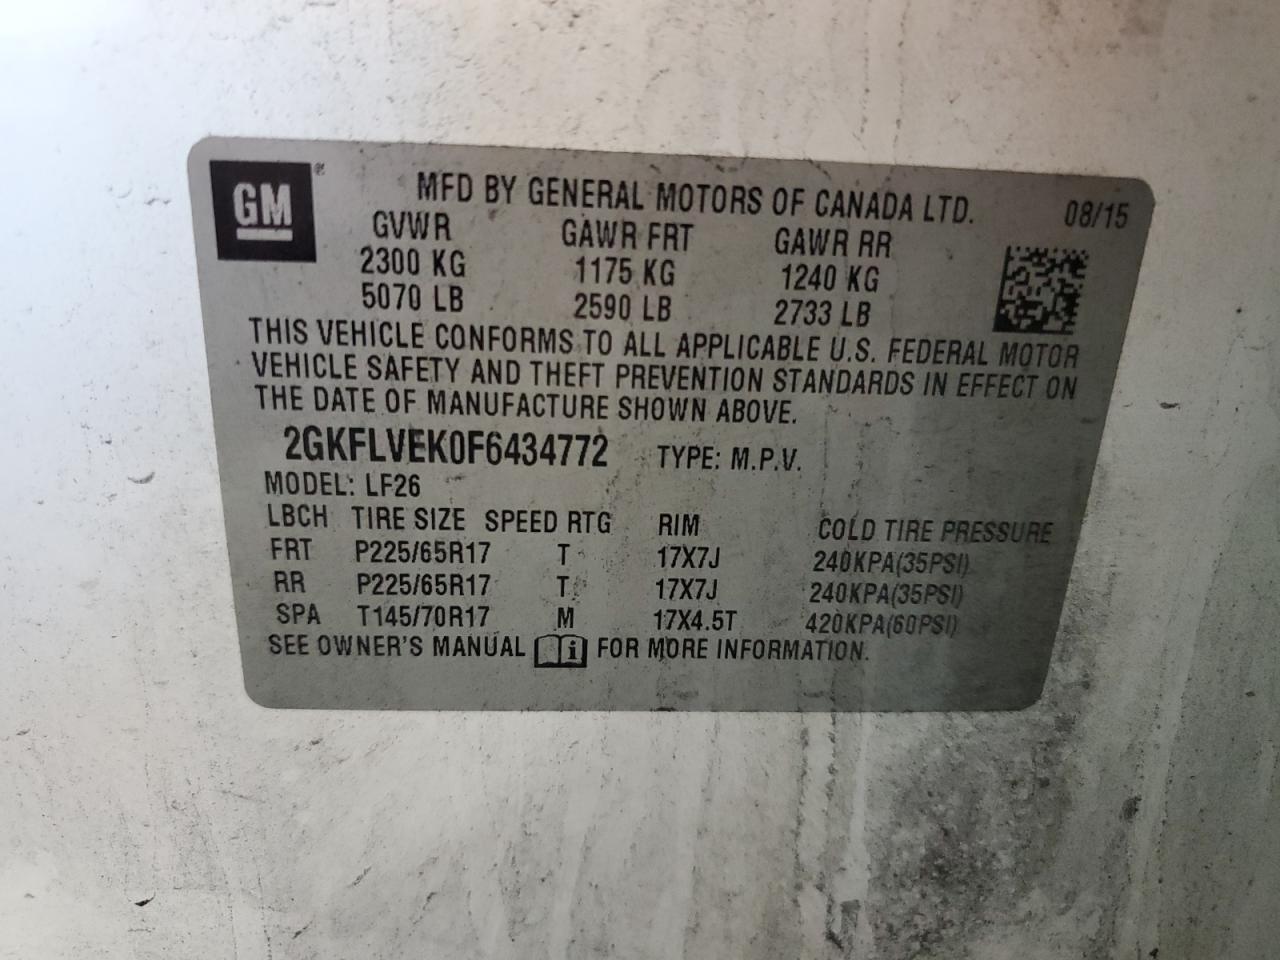 GM ®
MFD BY GENERAL MOTORS OF CANADA LTD. 08/15
GVWR GAWR FRT GAWR RR
2300 KG 1175 KG 1240 KG
5070 LB 2590 LB 2733 LB
THIS VEHICLE CONFORMS TO ALL APPLICABLE U.S. FEDERAL MOTOR
VEHICLE SAFETY AND THEFT PREVENTION STANDARDS IN EFFECT ON
THE DATE OF MANUFACTURE SHOWN ABOVE.
2GKFLVEK0F6434772 TYPE: M.P.V.
MODEL: LF26
LBCH TIRE SIZE SPEED RTG RIM COLD TIRE PRESSURE
FRT P225/65R17 T 17X7J 240KPA(35PSI)
RR P225/65R17 T 17X7J 240KPA(35PSI)
SPA T145/70R17 M 17X4.5T 420KPA(60PSI)
SEE OWNER'S MANUAL i FOR MORE INFORMATION.